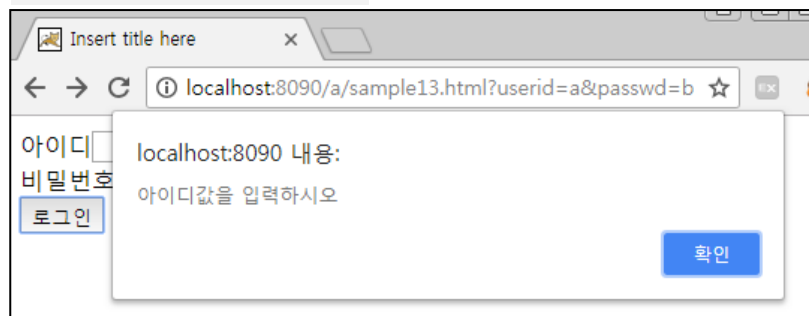 Insert title here
localhost:8090/a/sample13.html?userid=a&passwd=b
아이디
비밀번호
로그인
localhost:8090 내용:
아이디값을 입력하시오
확인